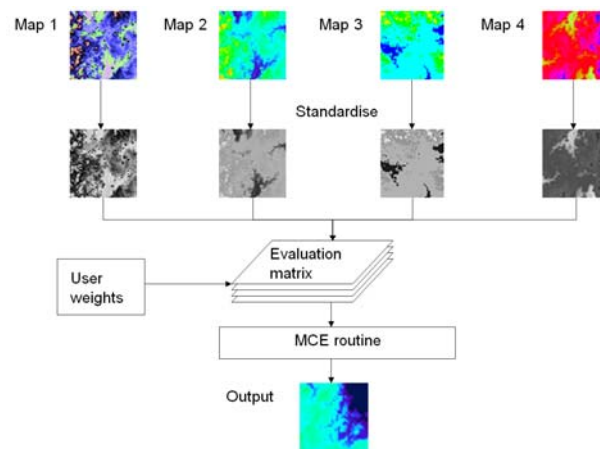 Map 1
Map 2
Map 3
Map 4
Standardise
Evaluation
matrix
User
weights
MCE routine
Output